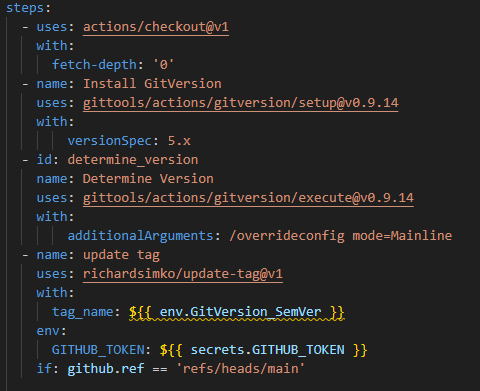 steps:
  - uses: actions/checkout@v1
    with:
      fetch-depth: '0'
  - name: Install GitVersion
    uses: gittools/actions/gitversion/setup@v0.9.14
    with:
        versionSpec: 5.x
  - id: determine_version
    name: Determine Version
    uses: gittools/actions/gitversion/execute@v0.9.14
    with:
        additionalArguments: /overrideconfig mode=Mainline
  - name: update tag
    uses: richardsimko/update-tag@v1
    with:
      tag_name: ${{ env.GitVersion_SemVer }}
    env:
      GITHUB_TOKEN: ${{ secrets.GITHUB_TOKEN }}
    if: github.ref == 'refs/heads/main'